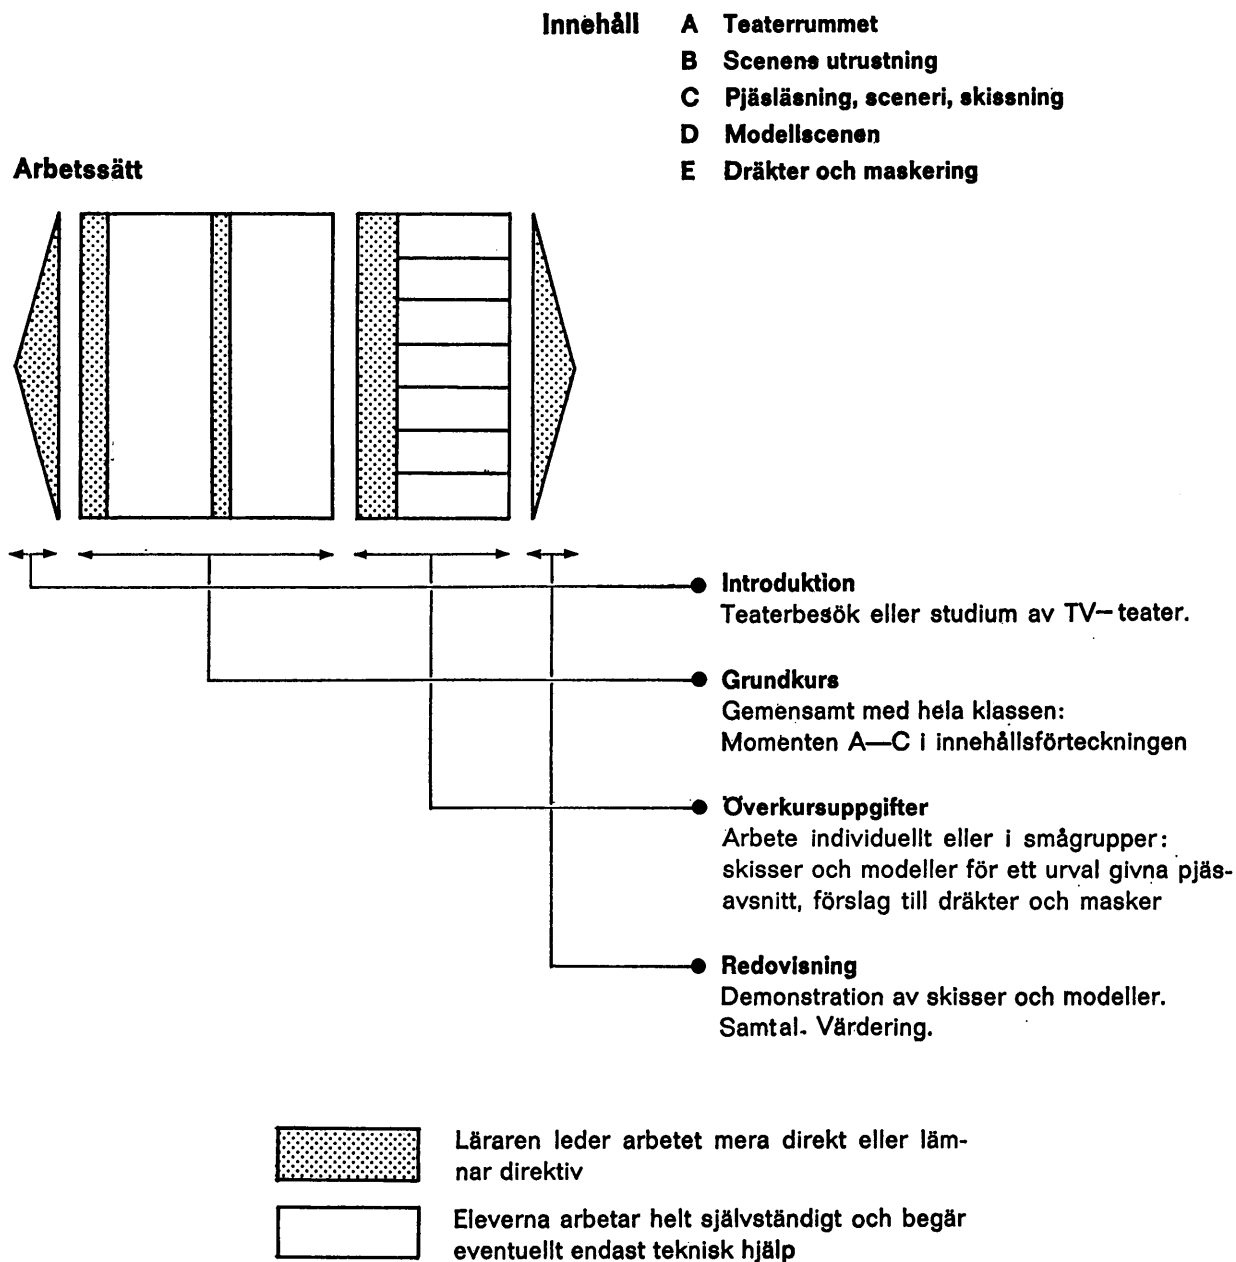 Innehåll A Teaterrummet
B Scenens utrustning
C Pjäsläsning, sceneri, skissning
D Modellscenen
E Dräkter och maskering
Arbetssätt
Introduktion
Teaterbesök eller studium av TV-teater.
Grundkurs
Gemensamt med hela klassen:
Momenten A—C i innehållsförteckningen
Överkursuppgifter
Arbete individuellt eller i smågrupper:
skisser och modeller för ett urval givna pjäs-
avsnitt, förslag till dräkter och masker
Redovisning
Demonstration av skisser och modeller.
Samtal. Värdering.
Läraren leder arbetet mera direkt eller läm-
nar direktiv
Eleverna arbetar helt självständigt och begär
eventuellt endast teknisk hjälp